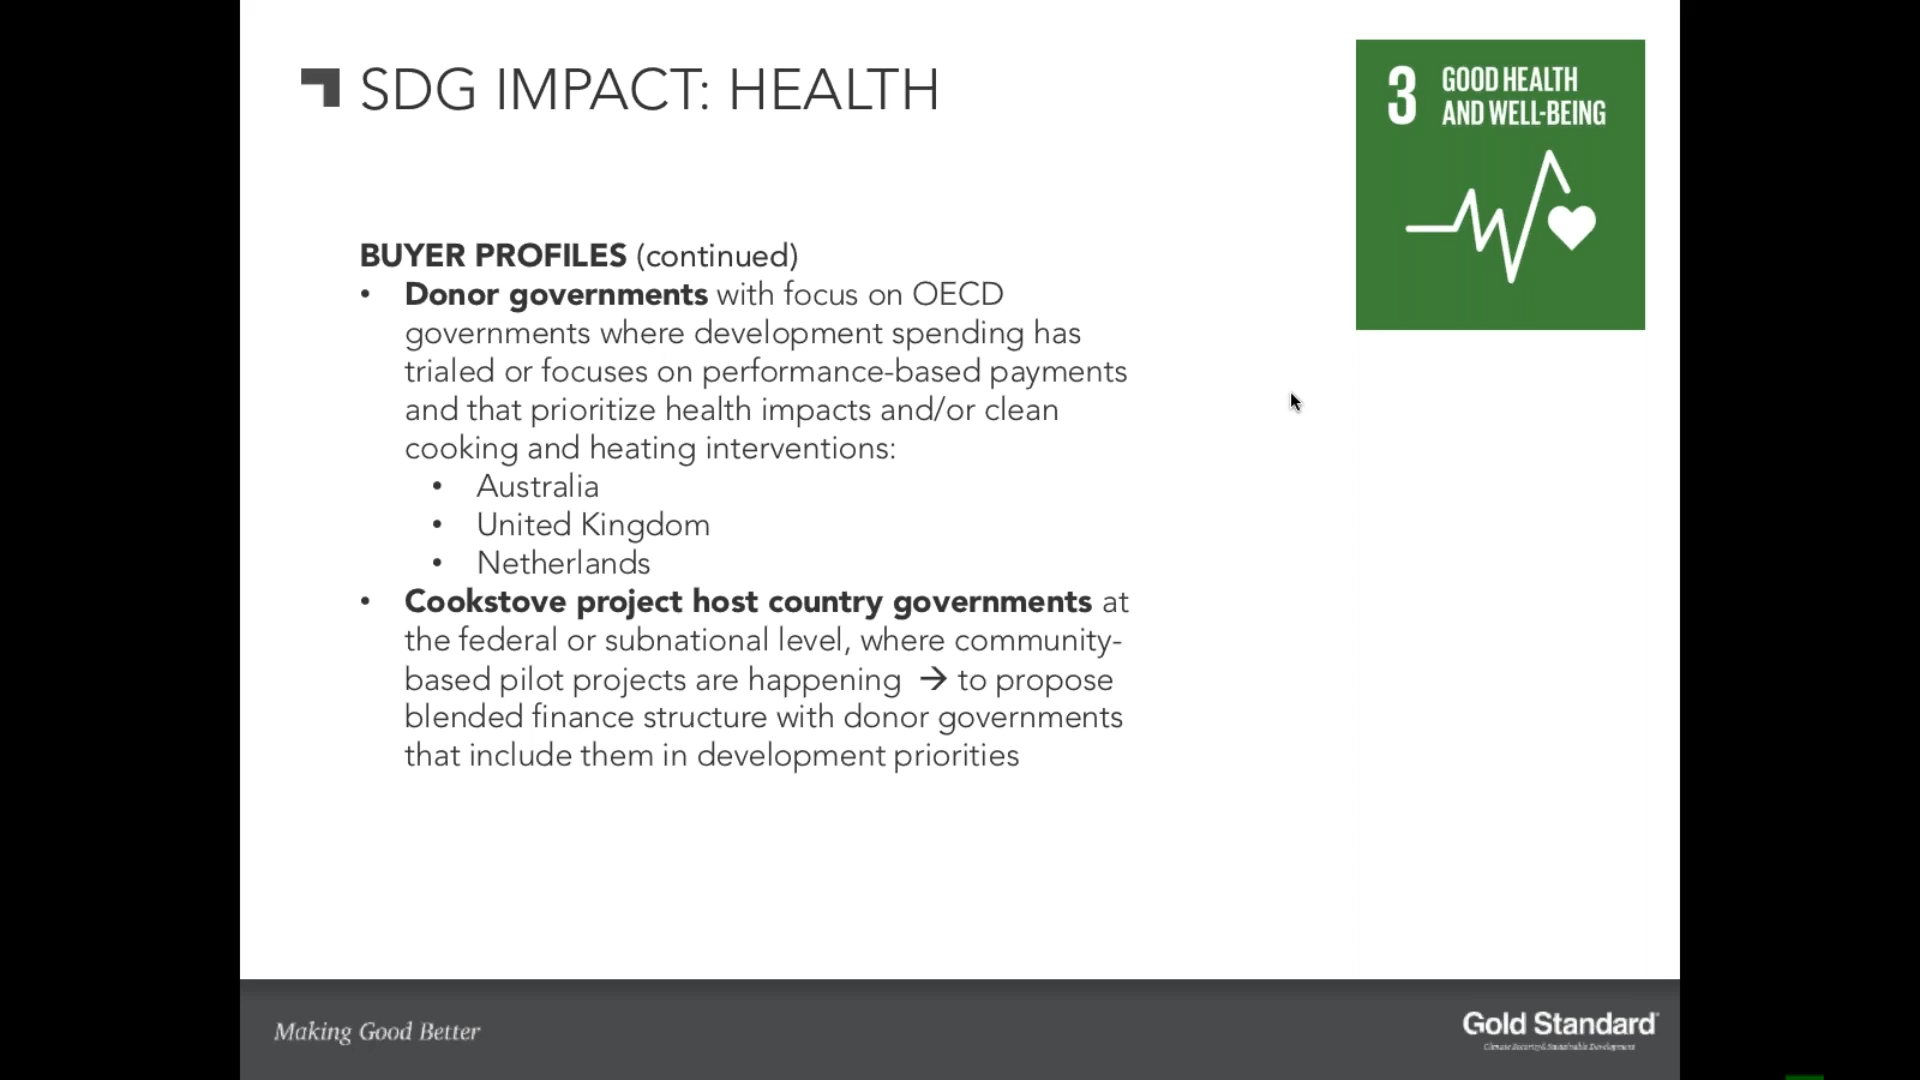 SDG IMPACT: HEALTH
3 GOOD HEALTH
AND WELL-BEING
BUYER PROFILES (continued)
• Donor governments with focus on OECD
governments where development spending has
trialed or focuses on performance-based payments
and that prioritize health impacts and/or clean
cooking and heating interventions:
• Australia
• United Kingdom
• Netherlands
• Cookstove project host country governments at
the federal or subnational level, where community-
based pilot projects are happening → to propose
blended finance structure with donor governments
that include them in development priorities
Making Good Better
Gold Standard
Climate Security & Sustainable Development